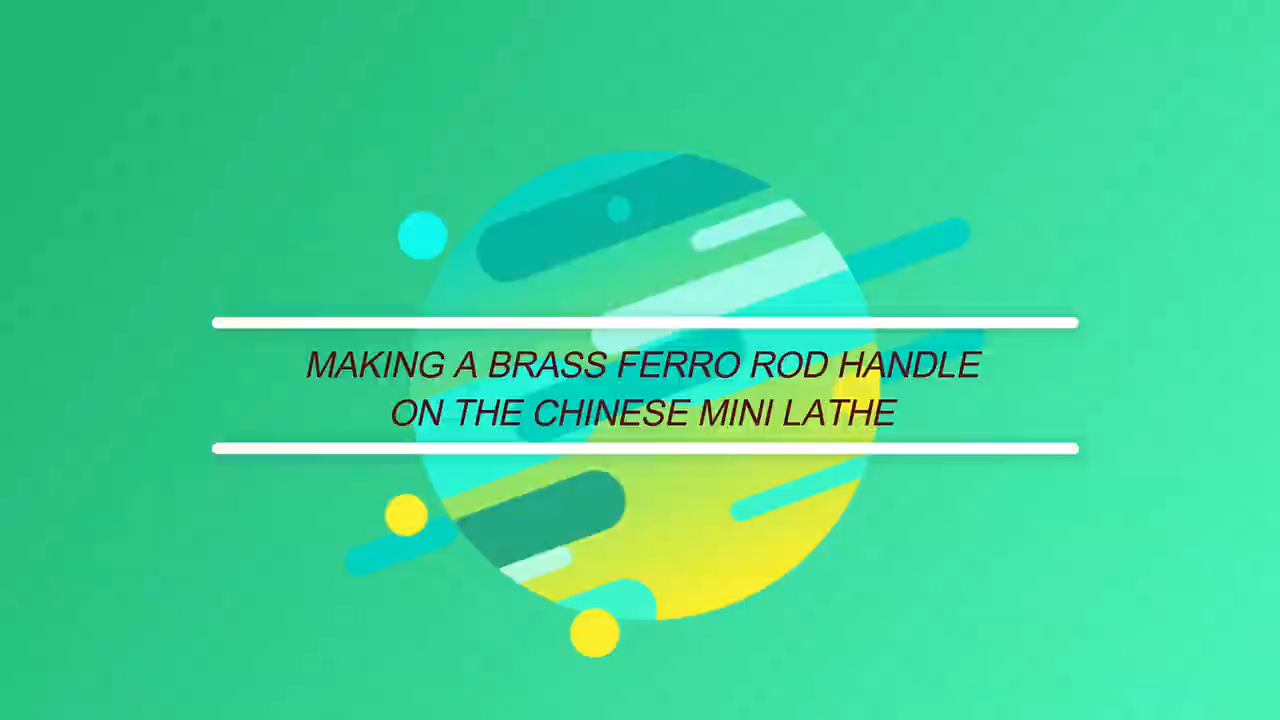 MAKING A BRASS FERRO ROD HANDLE
ON THE CHINESE MINI LATHE